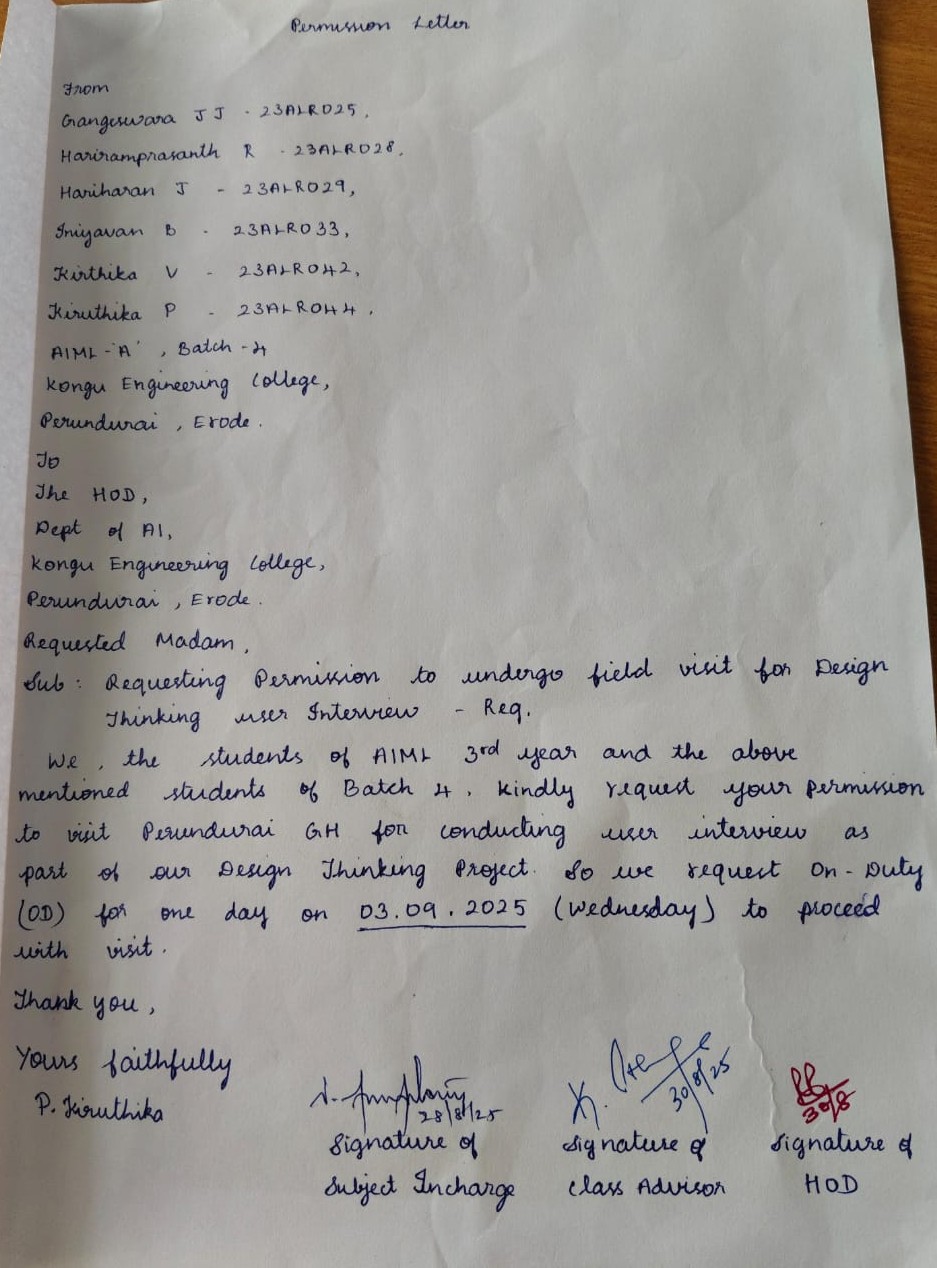 Permission Letter
From
Gangeswara J J - 23ALR025,
Hariramprasanth R - 23ALR028,
Hariharan J - 23ALR029,
Iniyavan B - 23ALR033,
Kirthika V - 23ALR042,
Kiruthika P - 23ALR044.
AIML-'A', Batch-4
Kongu Engineering College,
Perundurai, Erode.
To
The HOD,
Dept of AI,
Kongu Engineering College,
Perundurai, Erode.
Requested Madam,
Sub: Requesting Permission to undergo field visit for Design
Thinking user Interview - Req.
We, the students of AIML 3rd year and the above
mentioned students of Batch 4. kindly request your permission
to visit Perundurai GH for conducting user interview as
part of our Design Thinking Project. So we request On-Duty
(OD) for one day on 03.09.2025 (Wednesday) to proceed
with visit.
Thank you,
Yours faithfully
P. Kiruthika
28/8/25
30/8/25
30/8
Signature of Signature of Signature of
Subject Incharge Class Advisor HOD